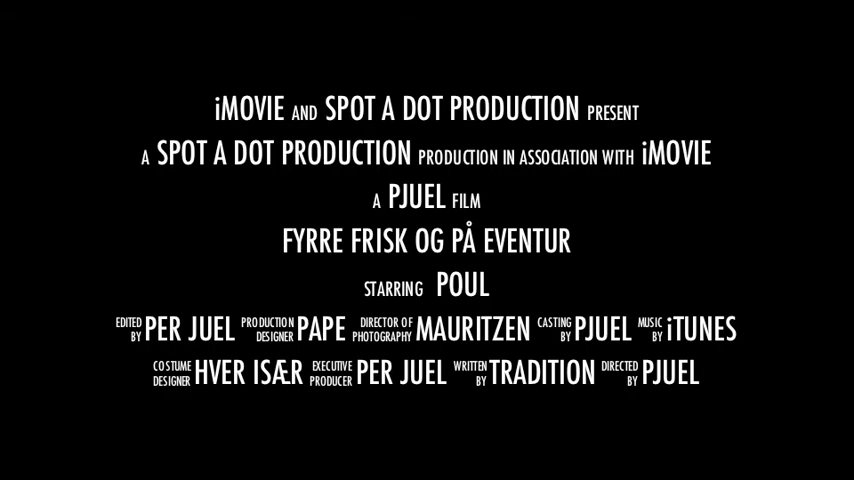 iMOVIE AND SPOT A DOT PRODUCTION PRESENT
A SPOT A DOT PRODUCTION PRODUCTION IN ASSOCIATION WITH iMOVIE
A PJUEL FILM
FYRRE FRISK OG PÅ EVENTUR
STARRING POUL
EDITED BY PER JUEL PRODUCTION DESIGNER PAPE DIRECTOR OF PHOTOGRAPHY MAURITZEN CASTING BY PJUEL MUSIC BY iTUNES
COSTUME DESIGNER HVER ISÆR EXECUTIVE PRODUCER PER JUEL WRITTEN BY TRADITION DIRECTED BY PJUEL